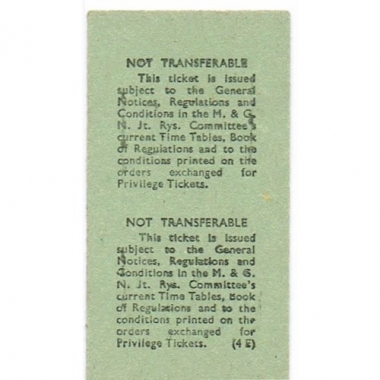 NOT TRANSFERABLE
This ticket is issued
subject to the General
Notices, Regulations and
Conditions in the M. & G.
N. Jt. Rys. Committee's
current Time Tables, Book
of Regulations and to the
conditions printed on the
orders exchanged for
Privilege Tickets.
NOT TRANSFERABLE
This ticket is issued
subject to the General
Notices, Regulations and
Conditions in the M. & G.
N. Jt. Rys. Committee's
current Time Tables, Book
of Regulations and to the
conditions printed on the
orders exchanged for
Privilege Tickets. (4 E)